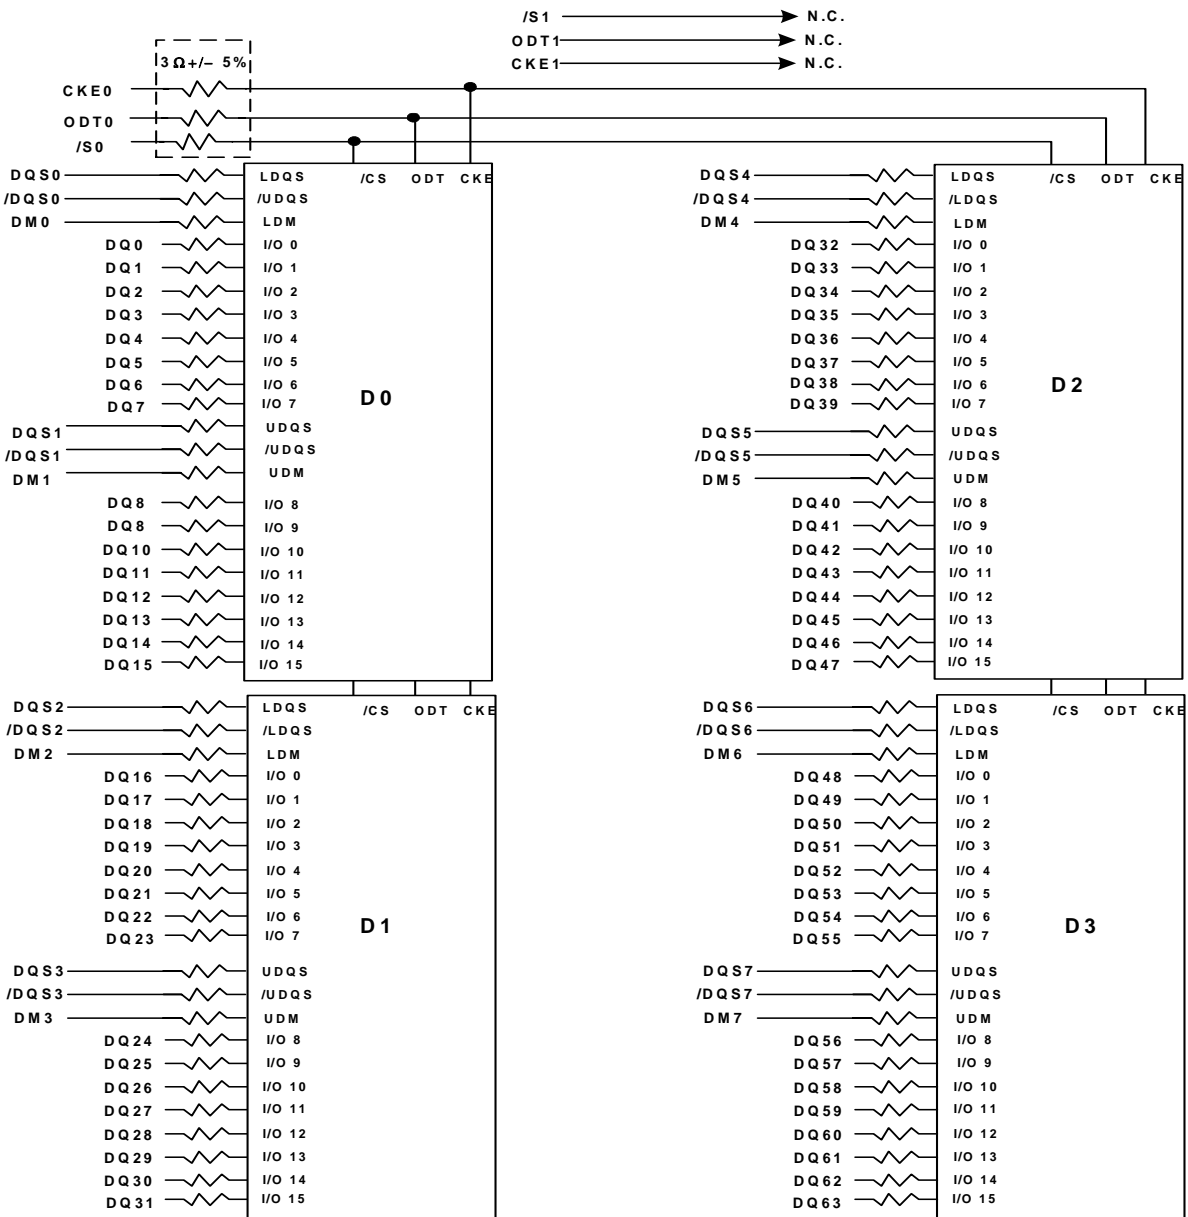 /S1 N.C.
ODT1 N.C.
CKE1 N.C.
3 Ω +/– 5%
CKE0
ODT0
/S0
DQS0 LDQS /CS ODT CKE
/DQS0 /UDQS
DM0 LDM
DQ0 I/O 0
DQ1 I/O 1
DQ2 I/O 2
DQ3 I/O 3
DQ4 I/O 4
DQ5 I/O 5
DQ6 I/O 6
DQ7 I/O 7
D0
DQS1 UDQS
/DQS1 /UDQS
DM1 UDM
DQ8 I/O 8
DQ8 I/O 9
DQ10 I/O 10
DQ11 I/O 11
DQ12 I/O 12
DQ13 I/O 13
DQ14 I/O 14
DQ15 I/O 15
DQS2 LDQS /CS ODT CKE
/DQS2 /LDQS
DM2 LDM
DQ16 I/O 0
DQ17 I/O 1
DQ18 I/O 2
DQ19 I/O 3
DQ20 I/O 4
DQ21 I/O 5
DQ22 I/O 6
DQ23 I/O 7
D1
DQS3 UDQS
/DQS3 /UDQS
DM3 UDM
DQ24 I/O 8
DQ25 I/O 9
DQ26 I/O 10
DQ27 I/O 11
DQ28 I/O 12
DQ29 I/O 13
DQ30 I/O 14
DQ31 I/O 15
DQS4 LDQS /CS ODT CKE
/DQS4 /LDQS
DM4 LDM
DQ32 I/O 0
DQ33 I/O 1
DQ34 I/O 2
DQ35 I/O 3
DQ36 I/O 4
DQ37 I/O 5
DQ38 I/O 6
DQ39 I/O 7
D2
DQS5 UDQS
/DQS5 /UDQS
DM5 UDM
DQ40 I/O 8
DQ41 I/O 9
DQ42 I/O 10
DQ43 I/O 11
DQ44 I/O 12
DQ45 I/O 13
DQ46 I/O 14
DQ47 I/O 15
DQS6 LDQS /CS ODT CKE
/DQS6 /LDQS
DM6 LDM
DQ48 I/O 0
DQ49 I/O 1
DQ50 I/O 2
DQ51 I/O 3
DQ52 I/O 4
DQ53 I/O 5
DQ54 I/O 6
DQ55 I/O 7
D3
DQS7 UDQS
/DQS7 /UDQS
DM7 UDM
DQ56 I/O 8
DQ57 I/O 9
DQ58 I/O 10
DQ59 I/O 11
DQ60 I/O 12
DQ61 I/O 13
DQ62 I/O 14
DQ63 I/O 15